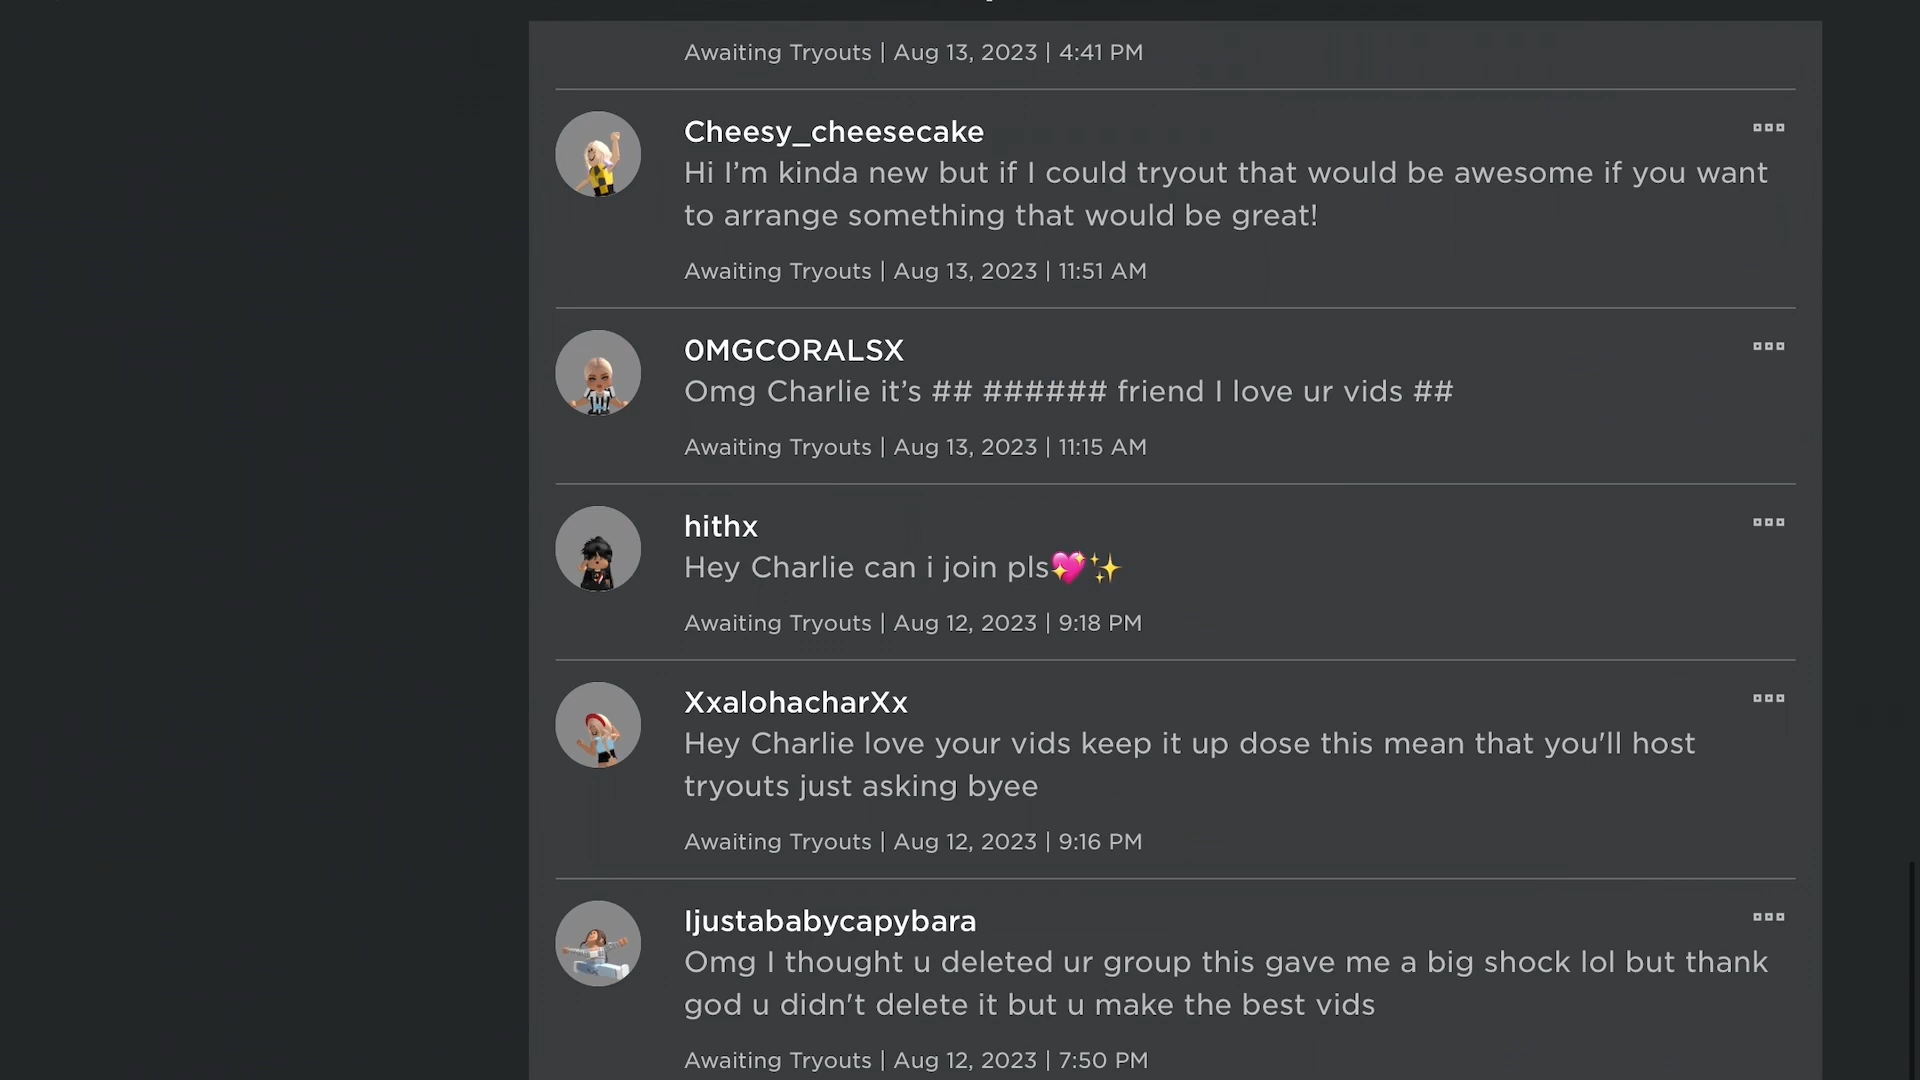 Awaiting Tryouts | Aug 13, 2023 | 4:41 PM
Cheesy_cheesecake
Hi I’m kinda new but if I could tryout that would be awesome if you want
to arrange something that would be great!
Awaiting Tryouts | Aug 13, 2023 | 11:51 AM
0MGCORALSX
Omg Charlie it’s ## ###### friend I love ur vids ##
Awaiting Tryouts | Aug 13, 2023 | 11:15 AM
hithx
Hey Charlie can i join pls💖✨
Awaiting Tryouts | Aug 12, 2023 | 9:18 PM
XxalohacharXx
Hey Charlie love your vids keep it up dose this mean that you'll host
tryouts just asking byee
Awaiting Tryouts | Aug 12, 2023 | 9:16 PM
Ijustababycapybara
Omg I thought u deleted ur group this gave me a big shock lol but thank
god u didn't delete it but u make the best vids
Awaiting Tryouts | Aug 12, 2023 | 7:50 PM